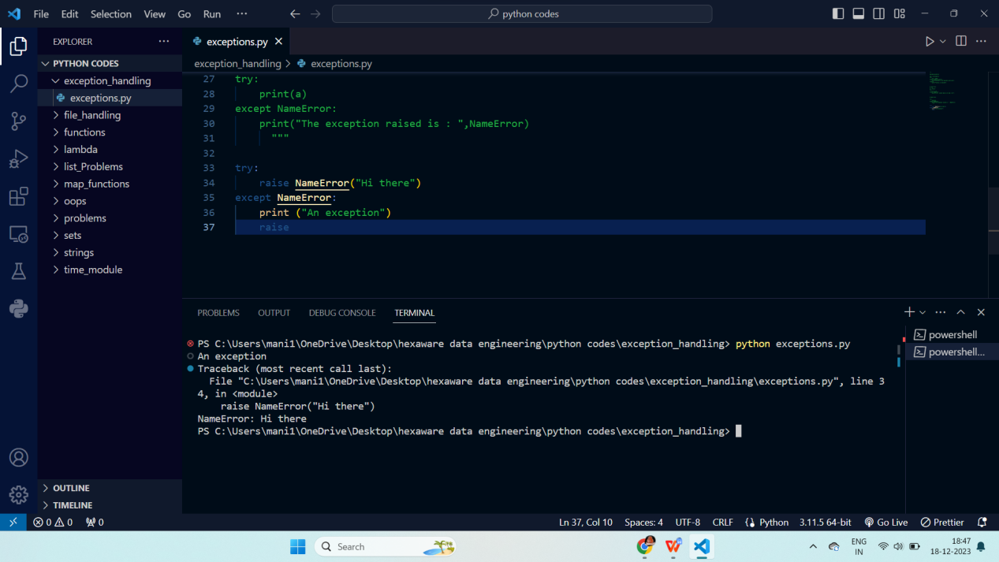 File Edit Selection View Go Run ···
python codes
EXPLORER ···
exceptions.py
PYTHON CODES
exception_handling > exceptions.py
exception_handling
exceptions.py
file_handling
functions
lambda
list_Problems
map_functions
oops
problems
sets
strings
time_module
27 try:
28 print(a)
29 except NameError:
30 print("The exception raised is : ",NameError)
31 """
32
33 try:
34 raise NameError("Hi there")
35 except NameError:
36 print ("An exception")
37 raise
PROBLEMS OUTPUT DEBUG CONSOLE TERMINAL
PS C:\Users\mani1\OneDrive\Desktop\hexaware data engineering\python codes\exception_handling> python exceptions.py
An exception
Traceback (most recent call last):
File "C:\Users\mani1\OneDrive\Desktop\hexaware data engineering\python codes\exception_handling\exceptions.py", line 3
4, in <module>
raise NameError("Hi there")
NameError: Hi there
PS C:\Users\mani1\OneDrive\Desktop\hexaware data engineering\python codes\exception_handling>
powershell
powershell...
OUTLINE
TIMELINE
0 0 0 Ln 37, Col 10 Spaces: 4 UTF-8 CRLF Python 3.11.5 64-bit Go Live Prettier
Search
ENG
IN
18:47
18-12-2023